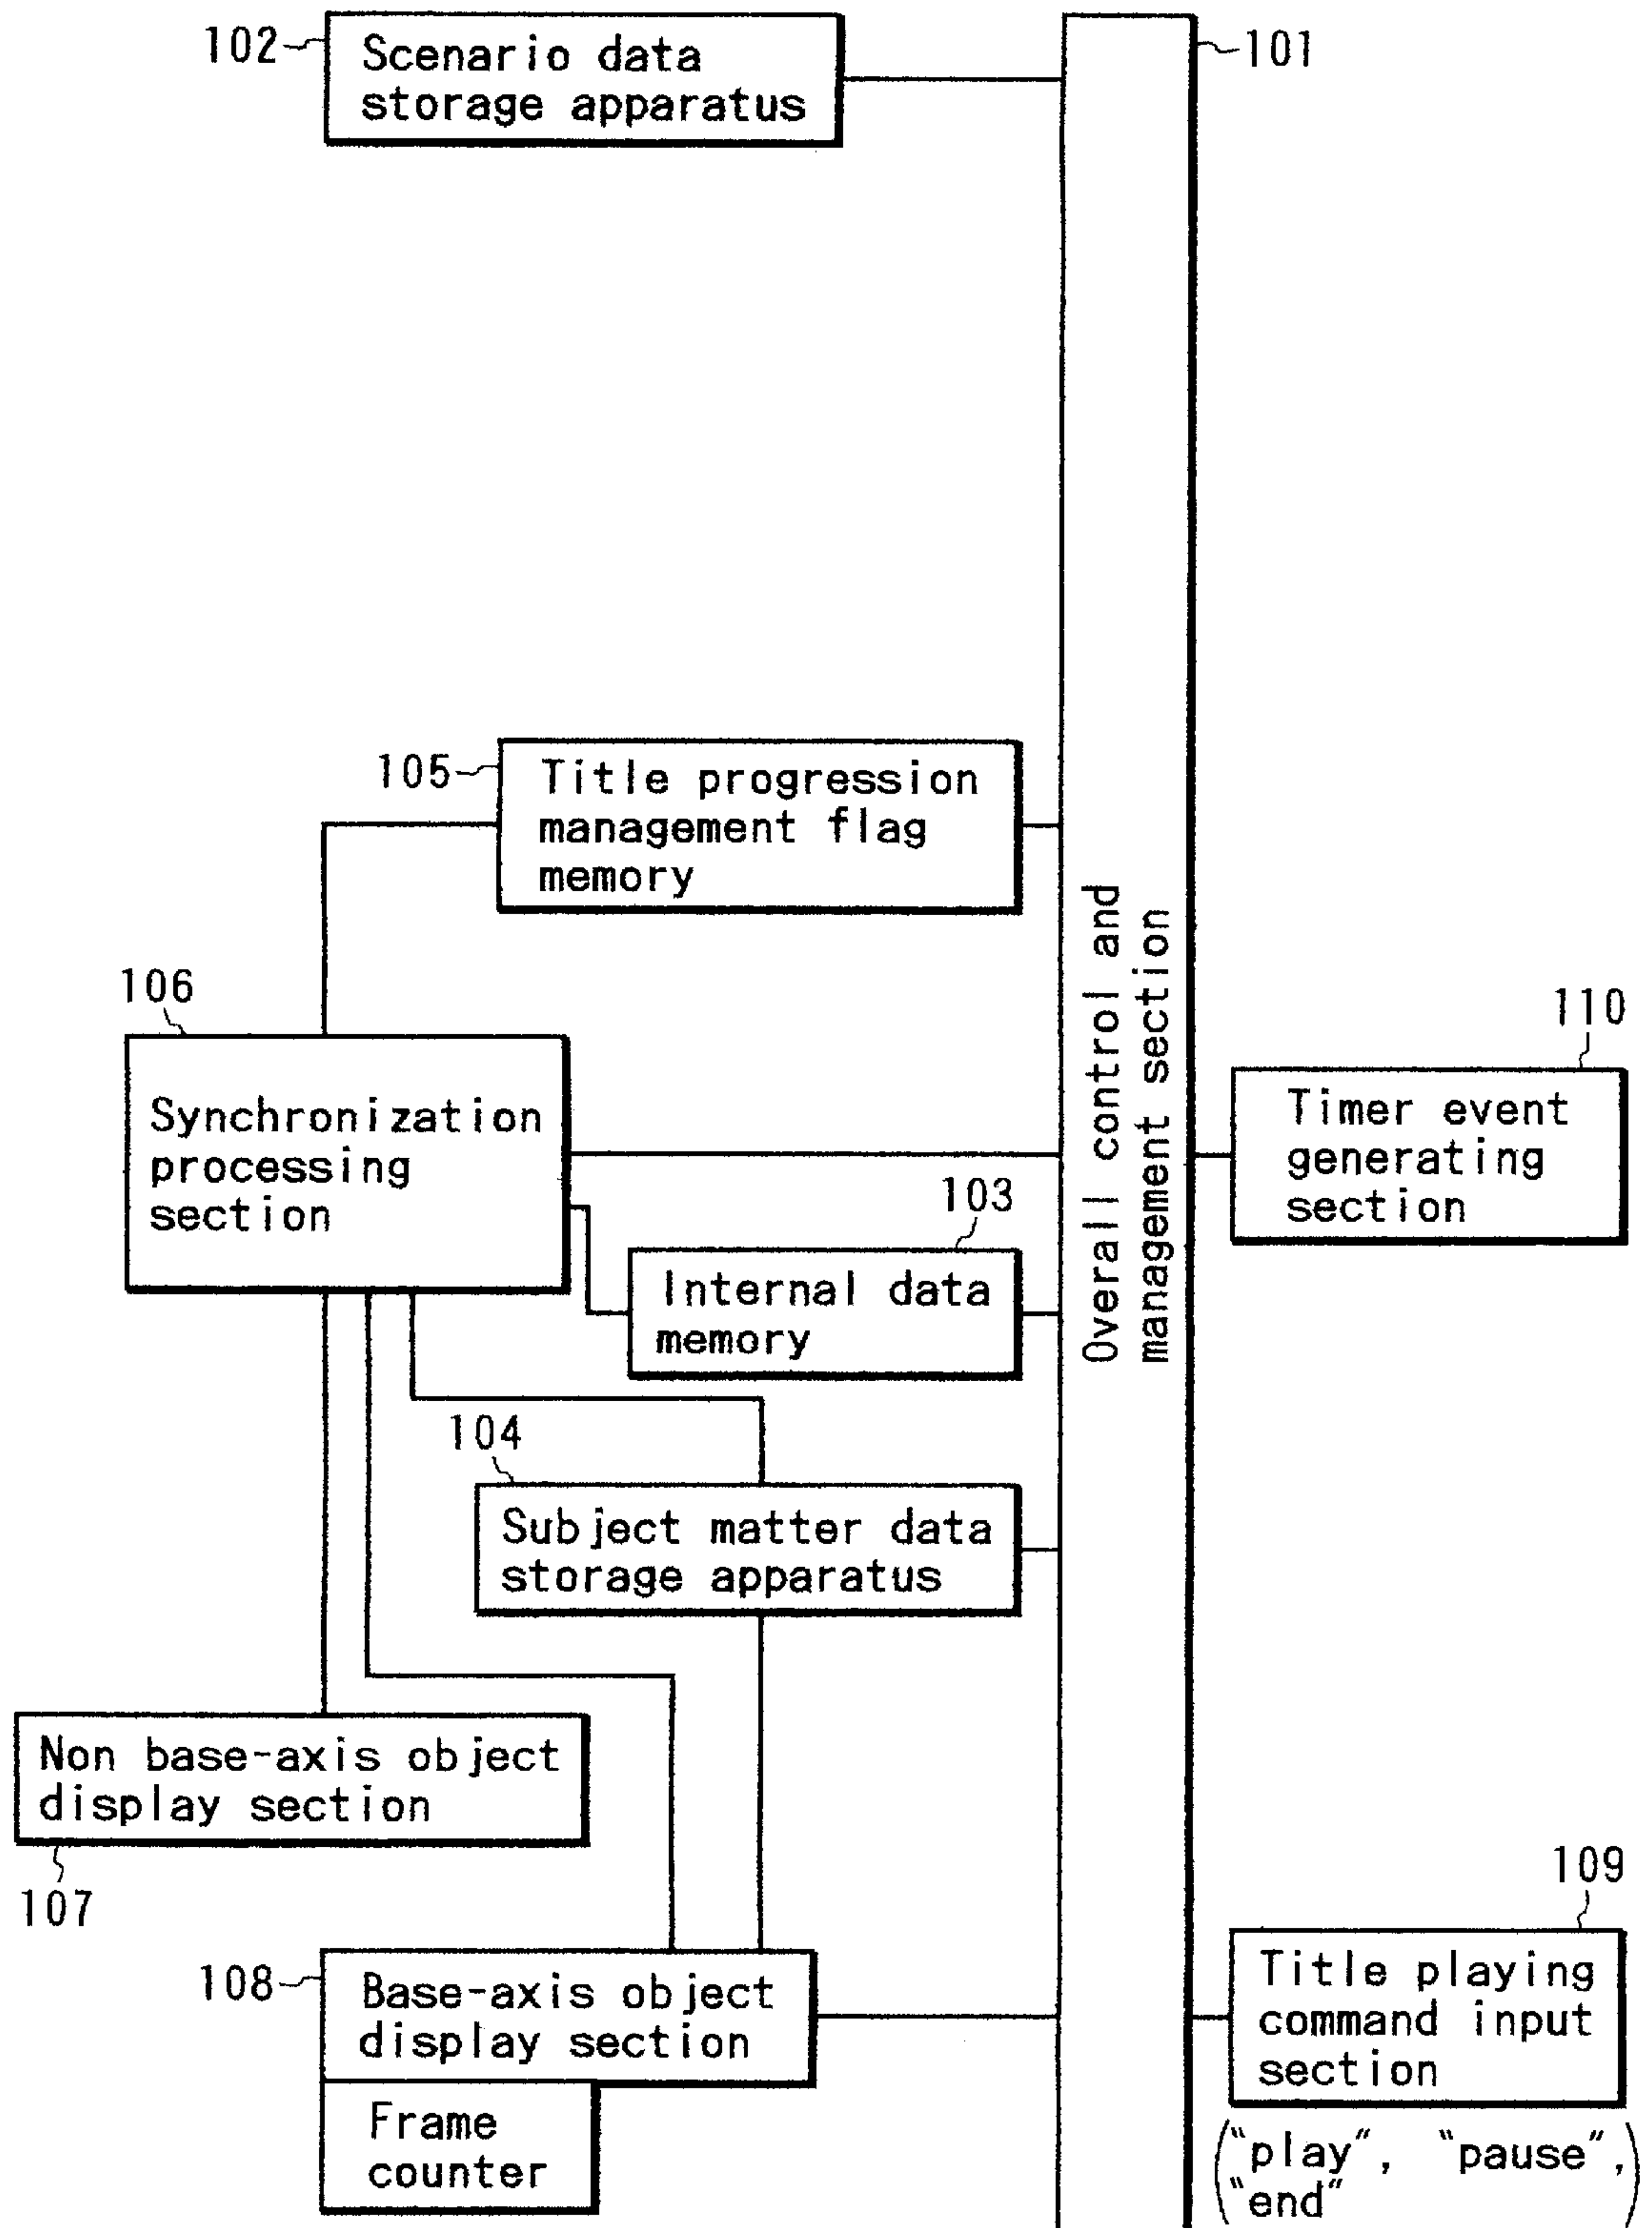 102
Scenario data
storage apparatus
101
105
Title progression
management flag
memory
Overall control and
management section
106
Synchronization
processing
section
110
Timer event
generating
section
103
Internal data
memory
104
Subject matter data
storage apparatus
Non base-axis object
display section
107
109
108
Base-axis object
display section
Title playing
command input
section
Frame
counter
("play", "pause",
"end")